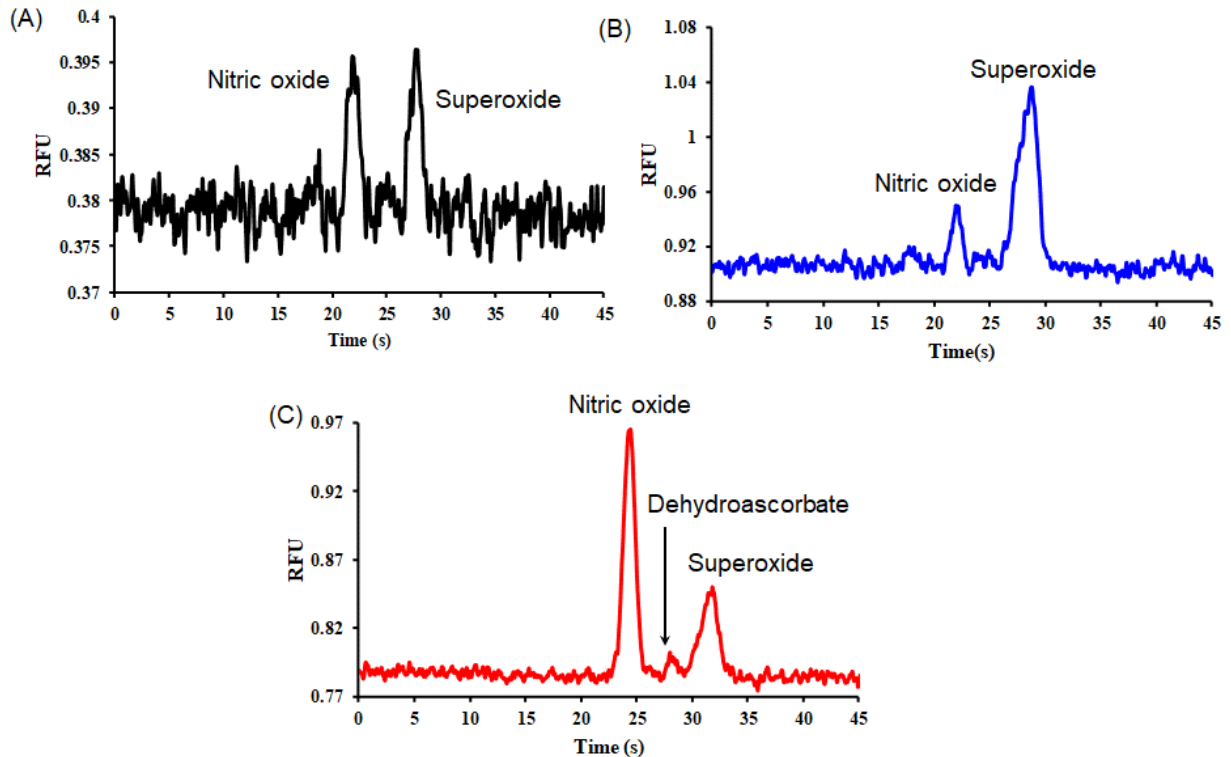 (A)
0.4
0.395
0.39
0.385
0.38
0.375
0.37
RFU
Nitric oxide
Superoxide
0 5 10 15 20 25 30 35 40 45
Time (s)
(B)
1.08
1.04
1
0.96
0.92
0.88
RFU
Superoxide
Nitric oxide
0 5 10 15 20 25 30 35 40 45
Time(s)
(C)
0.97
0.92
0.87
0.82
0.77
RFU
Nitric oxide
Dehydroascorbate
Superoxide
0 5 10 15 20 25 30 35 40 45
Time (s)